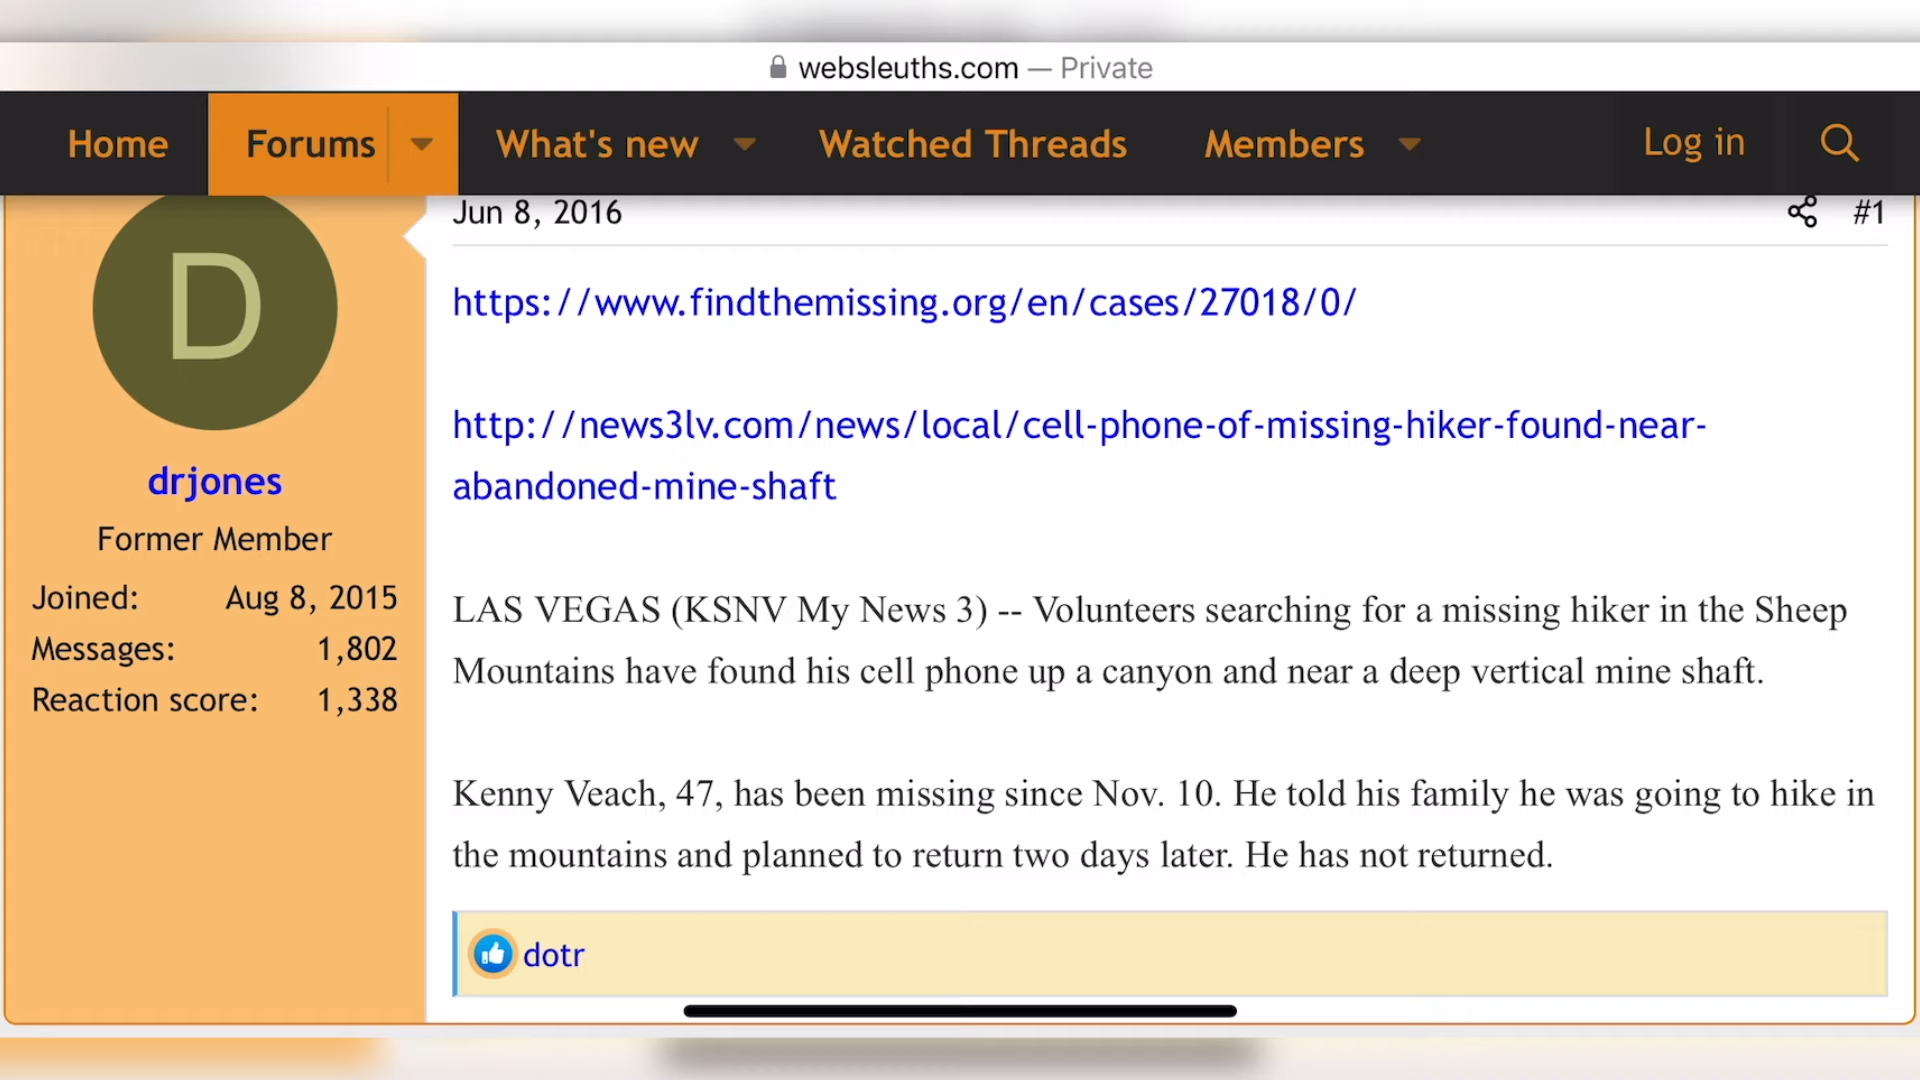 websleuths.com — Private
Home Forums What's new Watched Threads Members Log in
Jun 8, 2016 #1
D
https://www.findthemissing.org/en/cases/27018/0/
http://news3lv.com/news/local/cell-phone-of-missing-hiker-found-near-
abandoned-mine-shaft
drjones
Former Member
Joined: Aug 8, 2015
Messages: 1,802
Reaction score: 1,338
LAS VEGAS (KSNV My News 3) -- Volunteers searching for a missing hiker in the Sheep
Mountains have found his cell phone up a canyon and near a deep vertical mine shaft.
Kenny Veach, 47, has been missing since Nov. 10. He told his family he was going to hike in
the mountains and planned to return two days later. He has not returned.
dotr